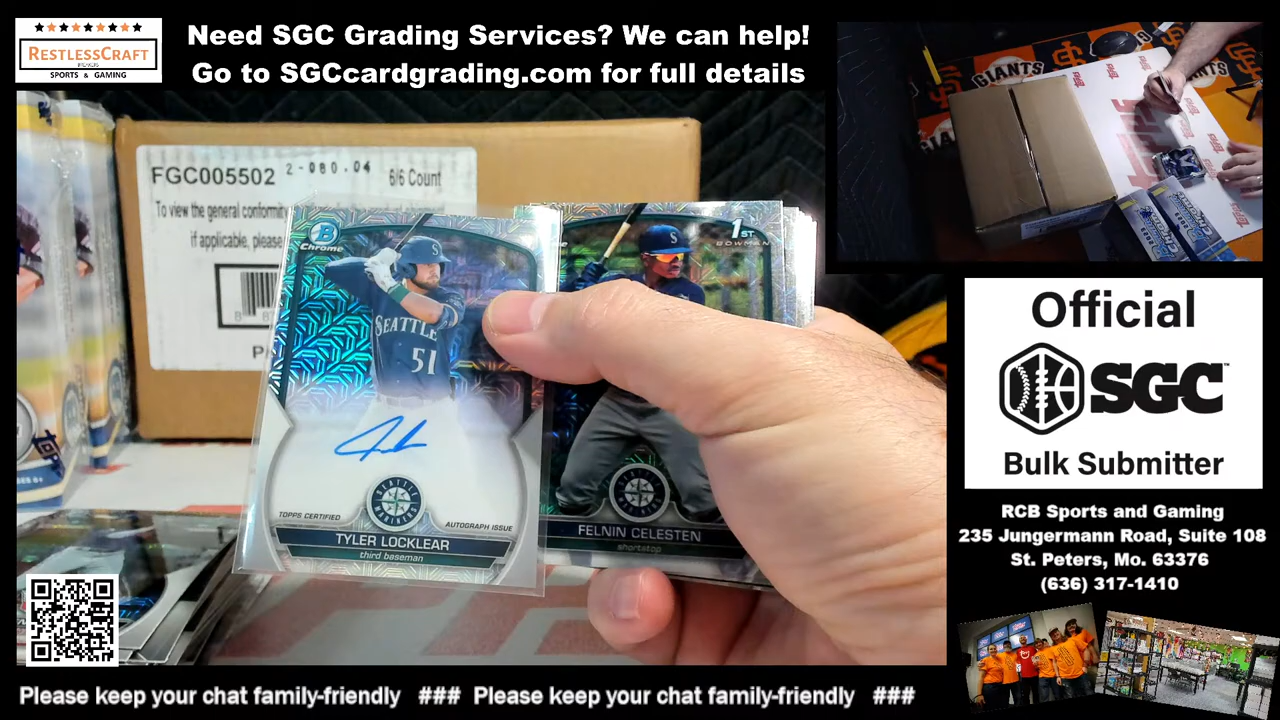 RESTLESSCRAFT
SPORTS & GAMING
Need SGC Grading Services? We can help!
Go to SGCcardgrading.com for full details
FGC005502
2-080.04
6/6 Count
To view the general conformity
if applicable, please
B
Chrome
SEATTLE
51
SEATTLE
MARINERS
TOPPS CERTIFIED
AUTOGRAPH ISSUE
TYLER LOCKLEAR
third baseman
S
1ST
BOWMAN
FELNIN CELESTEN
shortstop
GIANTS
Official
SGC
Bulk Submitter
RCB Sports and Gaming
235 Jungermann Road, Suite 108
St. Peters, Mo. 63376
(636) 317-1410
Please keep your chat family-friendly ### Please keep your chat family-friendly ###